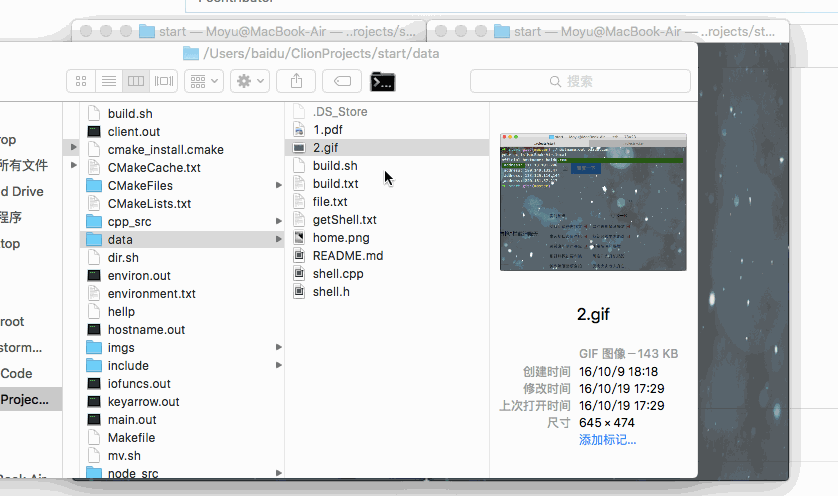 start — Moyu@MacBook-Air — ..rojects/s...
start — Moyu@MacBook-Air — ..rojects/st...
/Users/baidu/ClionProjects/start/data
搜索
rop
所有文件
d Drive
程序
top
root
storm...
Code
Projec...
build.sh
client.out
cmake_install.cmake
CMakeCache.txt
CMakeFiles
CMakeLists.txt
cpp_src
data
dir.sh
environ.out
environment.txt
hellp
hostname.out
imgs
include
iofuncs.out
keyarrow.out
main.out
Makefile
mv.sh
node_src
.DS_Store
1.pdf
2.gif
build.sh
build.txt
file.txt
getShell.txt
home.png
README.md
shell.cpp
shell.h
2.gif
GIF 图像－143 KB
创建时间 16/10/9 18:18
修改时间 16/10/19 17:29
上次打开时间 16/10/19 17:29
尺寸 645 × 474
添加标记...